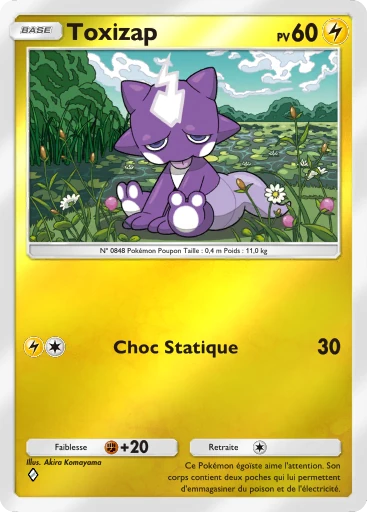 BASE Toxizap PV 60
N° 0848 Pokémon Poupon Taille : 0,4 m Poids : 11,0 kg
Choc Statique 30
Faiblesse +20 Retraite
Illus. Akira Komayama
Ce Pokémon égoïste aime l'attention. Son
corps contient deux poches qui lui permettent
d'emmagasiner du poison et de l'électricité.